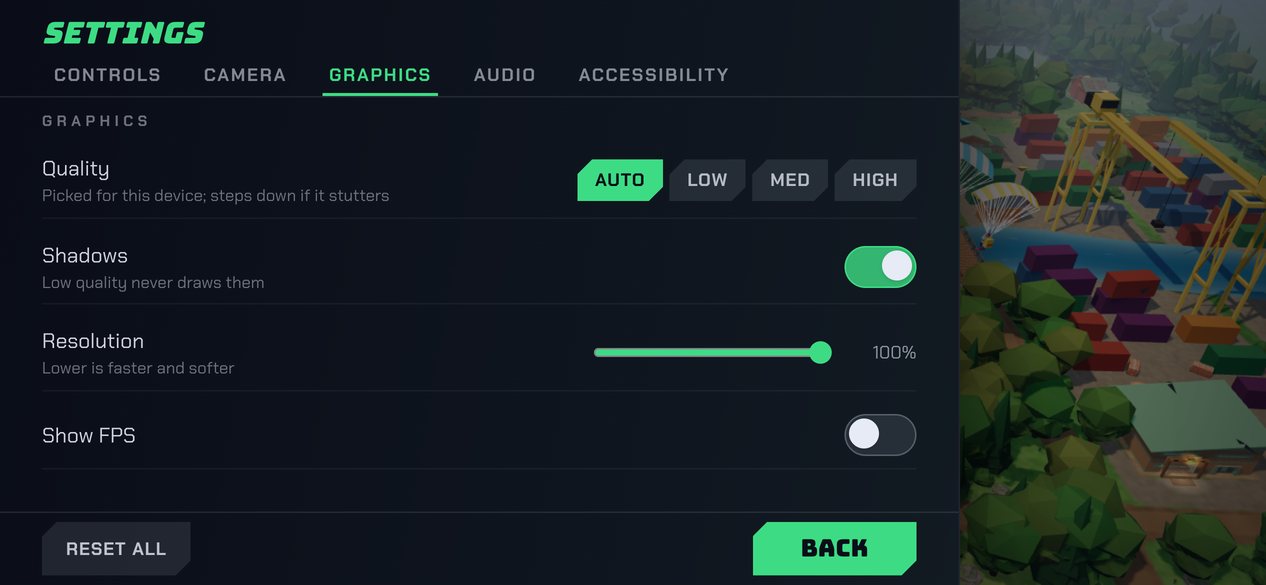 SETTINGS
CONTROLS CAMERA GRAPHICS AUDIO ACCESSIBILITY
GRAPHICS
Quality
Picked for this device; steps down if it stutters
AUTO LOW MED HIGH
Shadows
Low quality never draws them
Resolution
Lower is faster and softer
100%
Show FPS
RESET ALL BACK